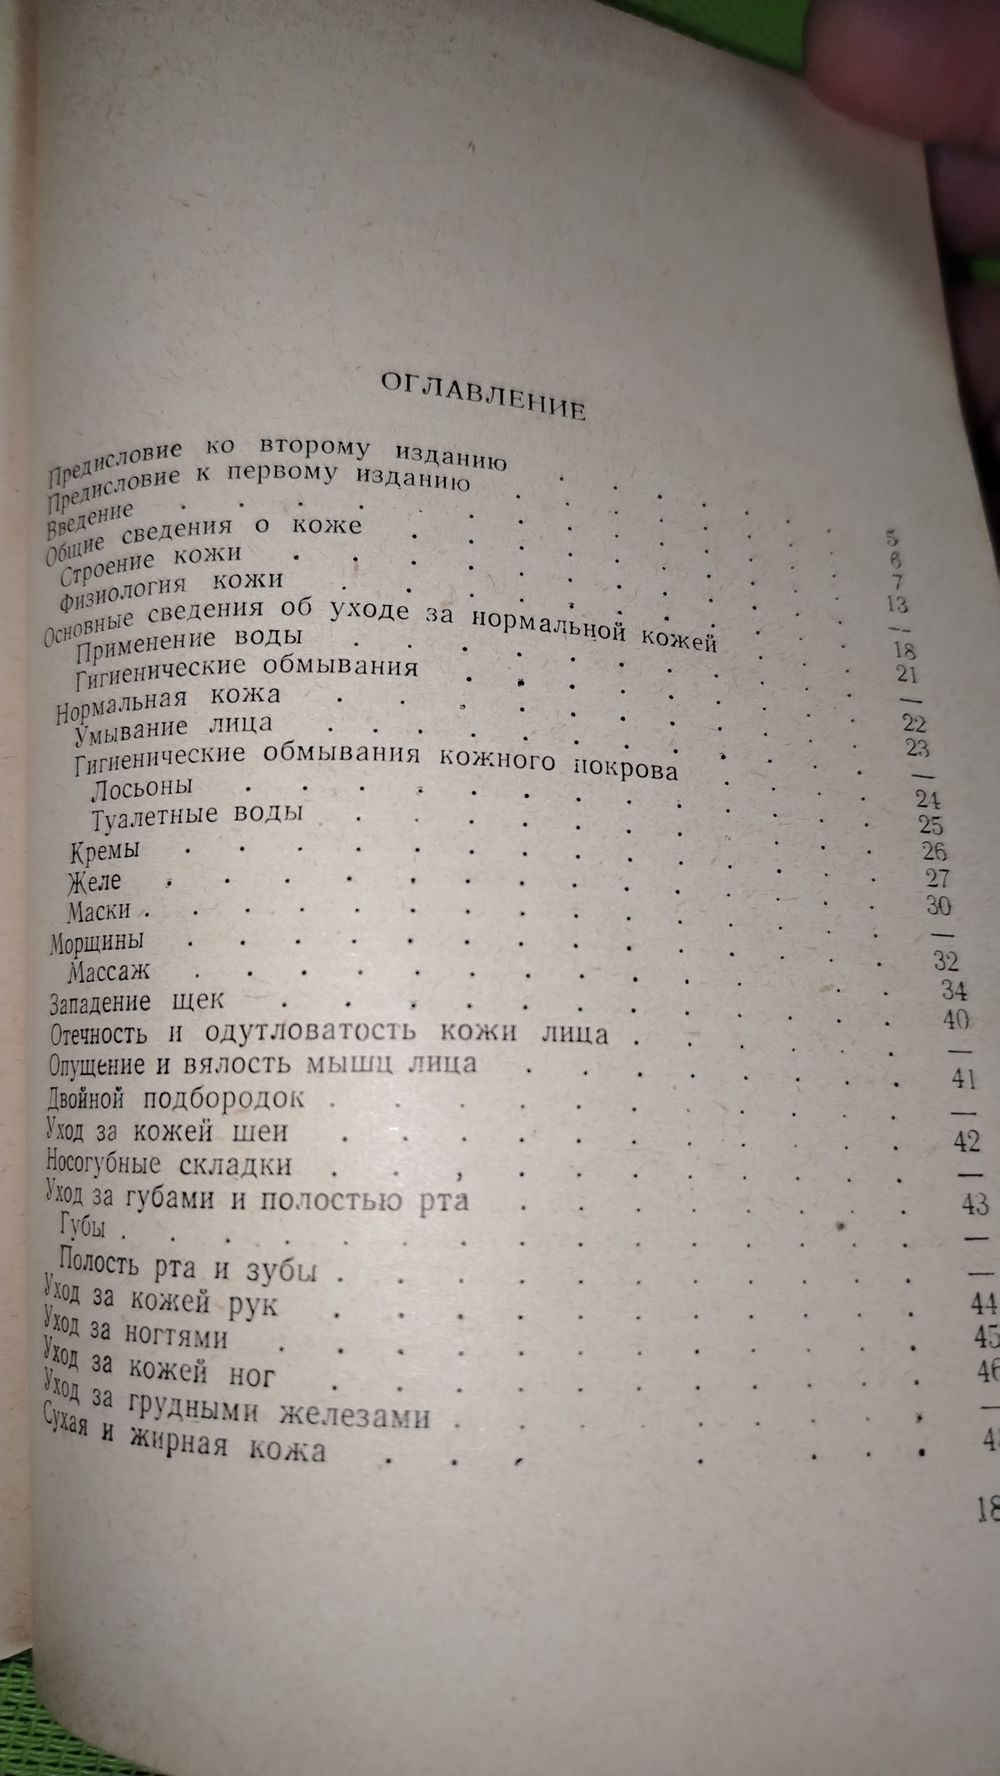 ОГЛАВЛЕНИЕ
Предисловие ко второму изданию . . . . . 5
Предисловие к первому изданию . . . . . 6
Введение . . . . . 7
Общие сведения о коже . . . . . 13
Строение кожи . . . . . —
Физиология кожи . . . . . 18
Основные сведения об уходе за нормальной кожей . . . 21
Применение воды . . . . . —
Гигиенические обмывания . . . . . 22
Нормальная кожа . . . . . 23
Умывание лица . . . . . —
Гигиенические обмывания кожного покрова . . . 24
Лосьоны . . . . . 25
Туалетные воды . . . . . 26
Кремы . . . . . 27
Желе . . . . . 30
Маски . . . . . —
Морщины . . . . . 32
Массаж . . . . . 34
Западение щек . . . . . 40
Отечность и одутловатость кожи лица . . . . . —
Опущение и вялость мышц лица . . . . . 41
Двойной подбородок . . . . . —
Уход за кожей шеи . . . . . 42
Носогубные складки . . . . . —
Уход за губами и полостью рта . . . . . 43
Губы . . . . . —
Полость рта и зубы . . . . . —
Уход за кожей рук . . . . . 44
Уход за ногтями . . . . . 45
Уход за кожей ног . . . . . 46
Уход за грудными железами . . . . . —
Сухая и жирная кожа . . . . .